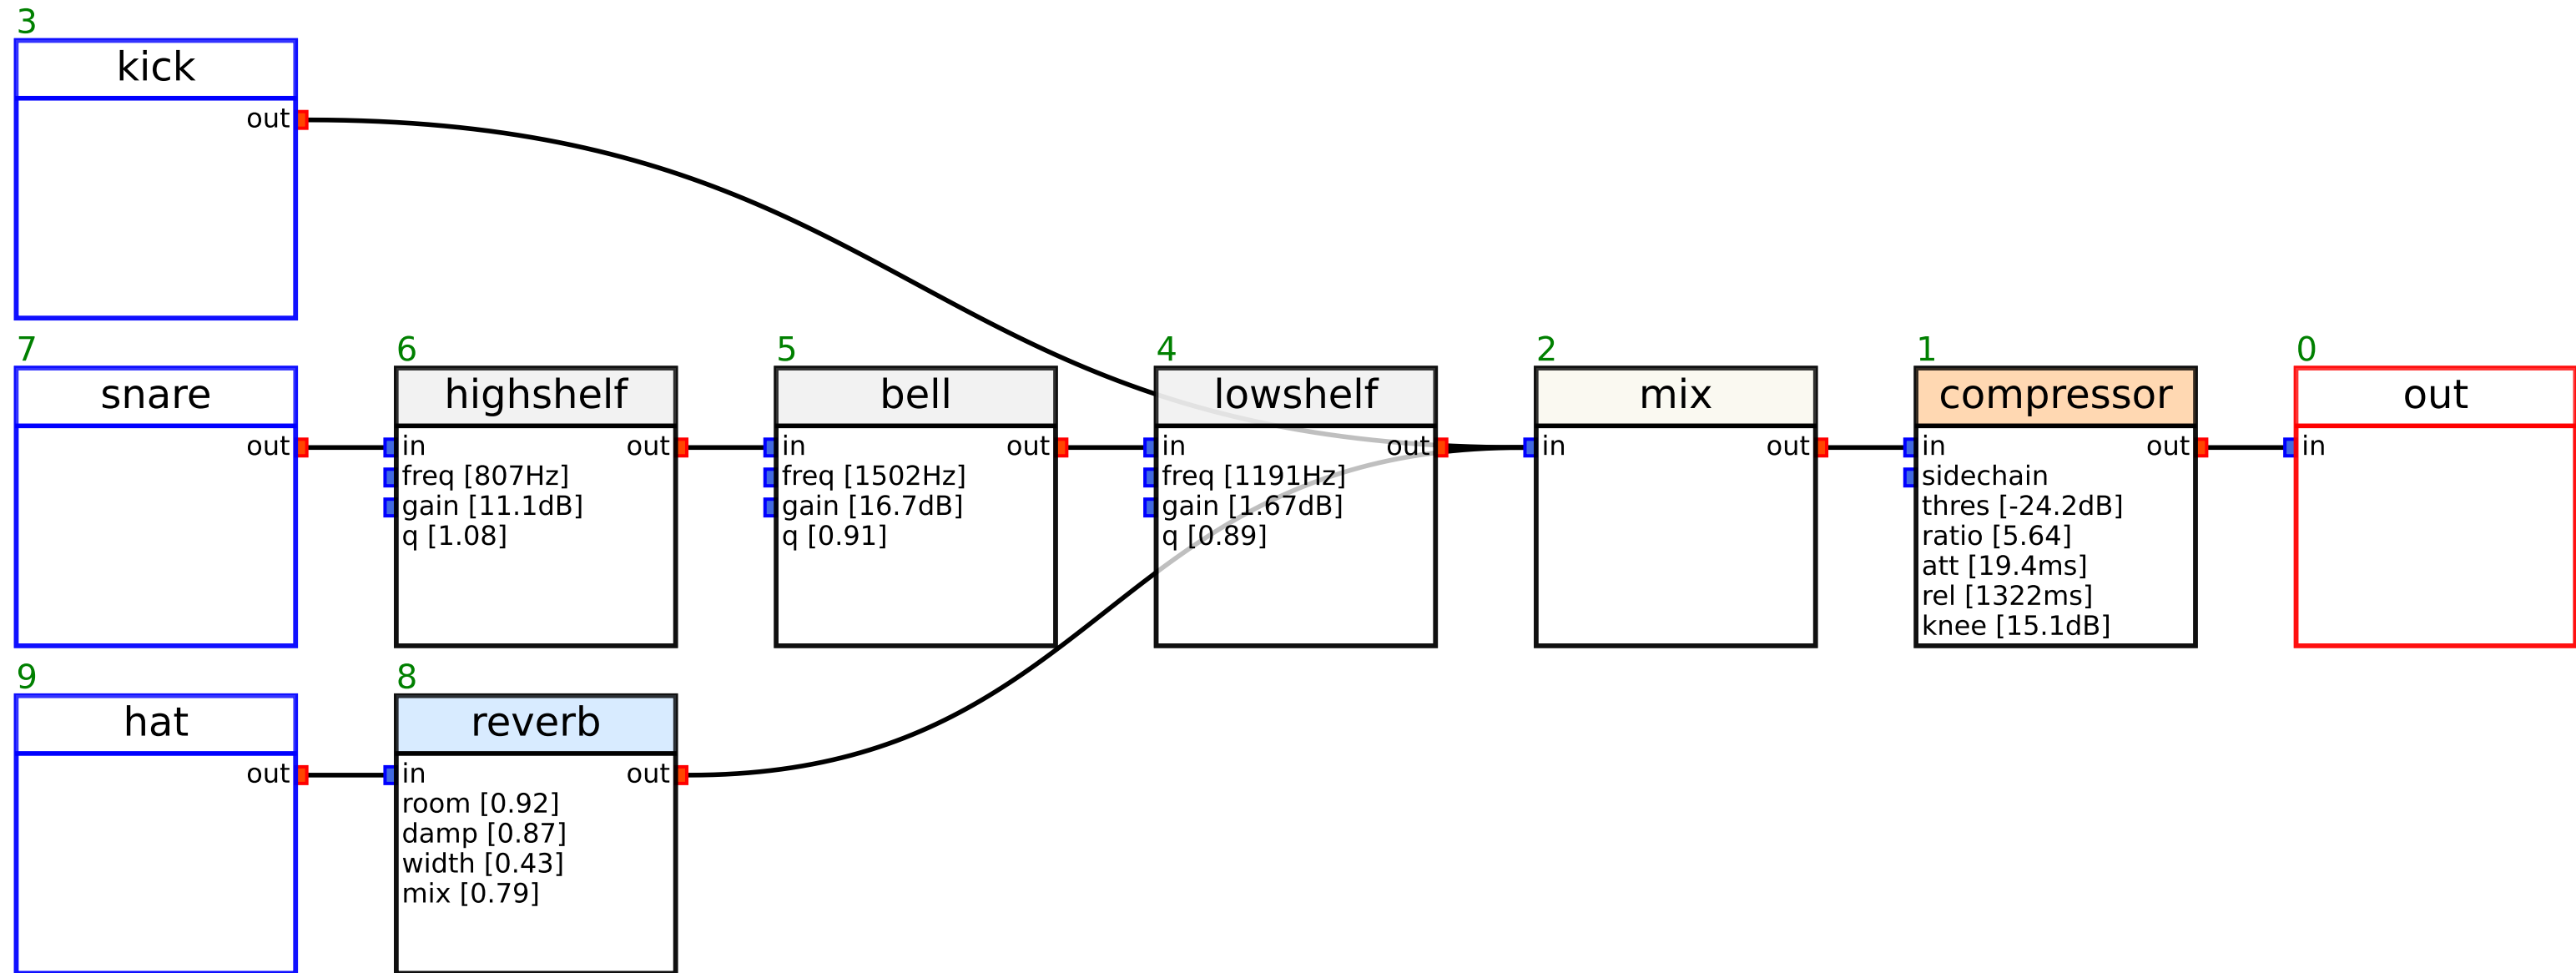 3
kick
out
7
snare
out
6
highshelf
in out
freq [807Hz]
gain [11.1dB]
q [1.08]
5
bell
in out
freq [1502Hz]
gain [16.7dB]
q [0.91]
4
lowshelf
in out
freq [1191Hz]
gain [1.67dB]
q [0.89]
2
mix
in out
1
compressor
in out
sidechain
thres [-24.2dB]
ratio [5.64]
att [19.4ms]
rel [1322ms]
knee [15.1dB]
0
out
in
9
hat
out
8
reverb
in out
room [0.92]
damp [0.87]
width [0.43]
mix [0.79]